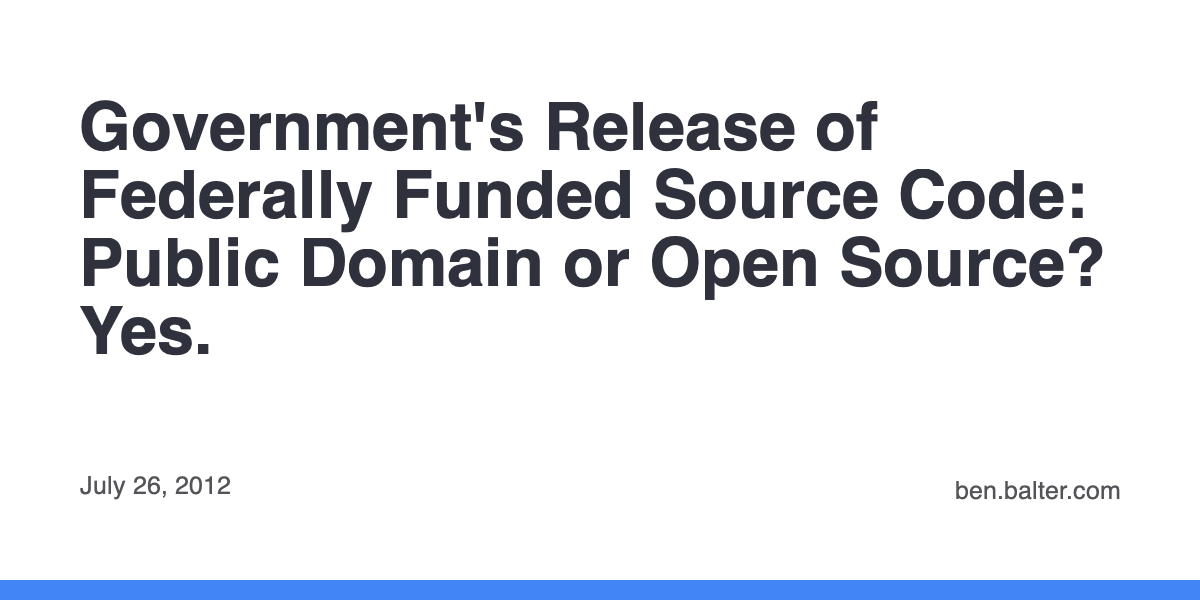 Government's Release of
Federally Funded Source Code:
Public Domain or Open Source?
Yes.
July 26, 2012
ben.balter.com